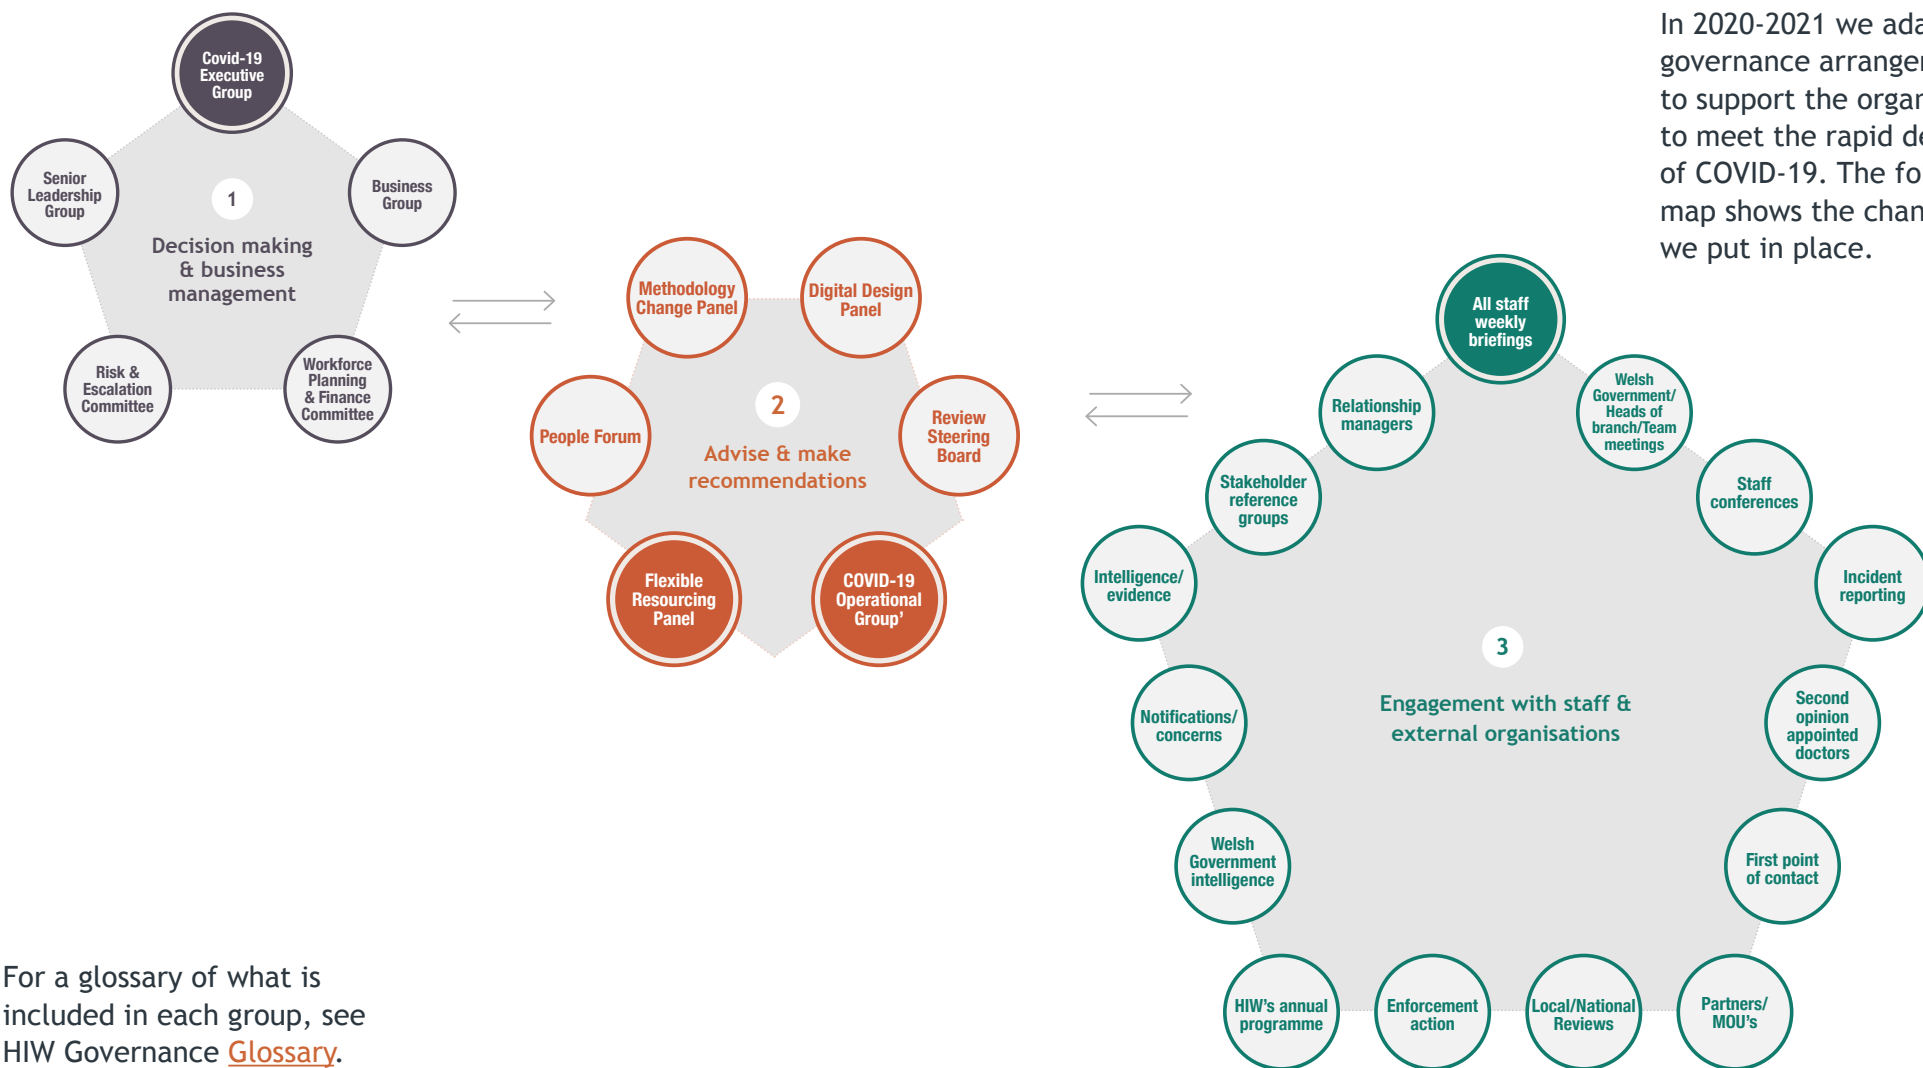 In 2020-2021 we ada
governance arranger
to support the organ
to meet the rapid de
of COVID-19. The fo
map shows the chan
we put in place.
Covid-19
Executive
Group
Senior
Leadership
Group
Business
Group
1
Decision making
& business
management
Risk &
Escalation
Committee
Workforce
Planning
& Finance
Committee
Methodology
Change Panel
Digital Design
Panel
People Forum
2
Advise & make
recommendations
Review
Steering
Board
Flexible
Resourcing
Panel
COVID-19
Operational
Group’
All staff
weekly
briefings
Relationship
managers
Welsh
Government/
Heads of
branch/Team
meetings
Stakeholder
reference
groups
Staff
conferences
Intelligence/
evidence
Incident
reporting
3
Engagement with staff &
external organisations
Notifications/
concerns
Second
opinion
appointed
doctors
Welsh
Government
intelligence
First point
of contact
HIW’s annual
programme
Enforcement
action
Local/National
Reviews
Partners/
MOU’s
For a glossary of what is
included in each group, see
HIW Governance Glossary.